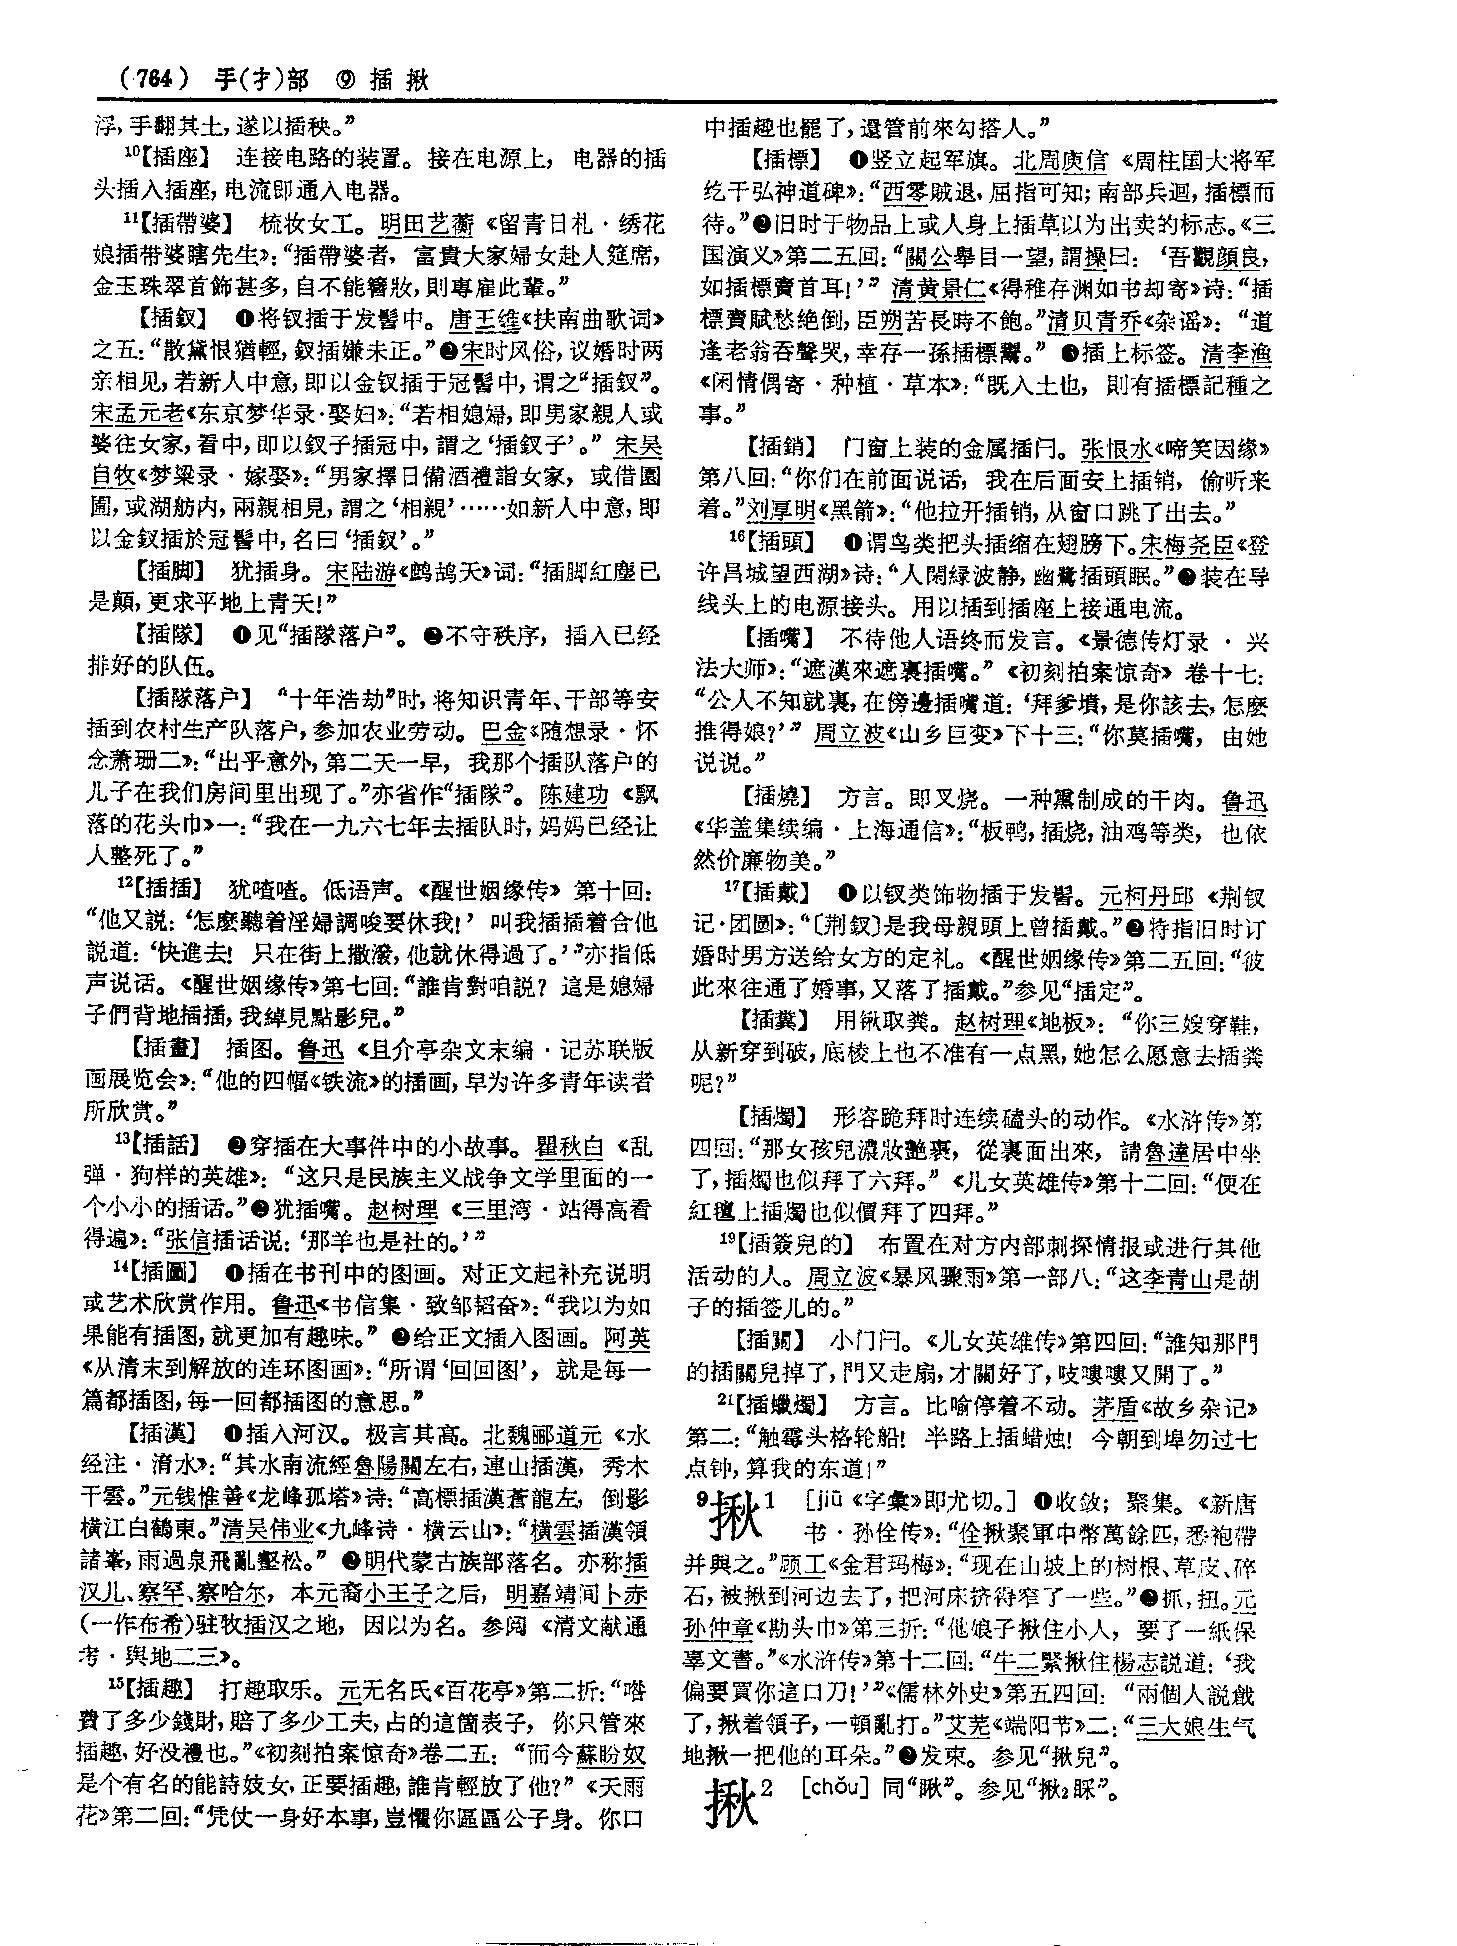 (764) 手(扌)部 ⑨ 插 揪
浮,手翻其土,遂以插秧。”
¹⁰【插座】 连接电路的装置。接在电源上, 电器的插
头插入插座,电流即通入电器。
¹¹【插帶婆】 梳妆女工。明田艺蘅《留青日札·绣花
娘插带婆瞎先生》:“插帶婆者, 富貴大家婦女赴人筵席,
金玉珠翠首飾甚多,自不能簪妝,則專雇此輩。”
【插釵】 ❶将钗插于发髻中。唐王维《扶南曲歌词》
之五:“散黛恨猶輕,釵插嫌未正。”❷宋时风俗,议婚时两
亲相见,若新人中意,即以金钗插于冠髻中,谓之“插釵”。
宋孟元老《东京梦华录·娶妇》:“若相媳婦,即男家親人或
婆往女家,看中,即以釵子插冠中,謂之‘插釵子’。” 宋吴
自牧《梦粱录·嫁娶》:“男家擇日備酒禮詣女家, 或借園
圃,或湖舫内,兩親相見,謂之‘相親’……如新人中意,即
以金釵插於冠髻中,名曰‘插釵’。”
【插脚】 犹插身。宋陆游《鹧鸪天》词:“插脚紅塵已
是顛,更求平地上青天!”
【插隊】 ❶见“插隊落户”。❷不守秩序, 插入已经
排好的队伍。
【插隊落户】 “十年浩劫”时,将知识青年、干部等安
插到农村生产队落户,参加农业劳动。巴金《随想录·怀
念萧珊二》:“出乎意外,第二天一早, 我那个插队落户的
儿子在我们房间里出现了。”亦省作“插隊”。陈建功《飘
落的花头巾》一:“我在一九六七年去插队时,妈妈已经让
人整死了。”
¹²【插插】 犹喳喳。低语声。《醒世姻缘传》第十回:
“他又説:‘怎麽聽着淫婦調唆要休我!’ 叫我插插着合他
説道:‘快進去! 只在街上撒潑,他就休得過了。’”亦指低
声说话。《醒世姻缘传》第七回:“誰肯對咱説? 這是媳婦
子們背地插插,我綽見點影兒。”
【插畫】 插图。鲁迅《且介亭杂文末编·记苏联版
画展览会》:“他的四幅《铁流》的插画,早为许多青年读者
所欣赏。”
¹³【插話】 ❷穿插在大事件中的小故事。瞿秋白《乱
弹·狗样的英雄》: “这只是民族主义战争文学里面的一
个小小的插话。”❷犹插嘴。赵树理《三里湾·站得高看
得遍》:“张信插话说:‘那羊也是社的。’”
¹⁴【插圖】 ❶插在书刊中的图画。对正文起补充说明
或艺术欣赏作用。鲁迅《书信集·致邹韬奋》:“我以为如
果能有插图,就更加有趣味。” ❷给正文插入图画。阿英
《从清末到解放的连环图画》:“所谓‘回回图’, 就是每一
篇都插图,每一回都插图的意思。”
【插漢】 ❶插入河汉。极言其高。北魏郦道元《水
经注·淯水》:“其水南流經魯陽關左右,連山插漢, 秀木
干雲。”元钱惟善《龙峰孤塔》诗:“高標插漢蒼龍左, 倒影
横江白鶴東。”清吴伟业《九峰诗·横云山》:“横雲插漢領
諸峯,雨過泉飛亂壑松。” ❷明代蒙古族部落名。亦称插
汉儿、察罕、察哈尔, 本元裔小王子之后, 明嘉靖间卜赤
(一作布希)驻牧插汉之地, 因以为名。参阅《清文献通
考·舆地二三》。
¹⁵【插趣】 打趣取乐。元无名氏《百花亭》第二折:“喒
費了多少錢財,賠了多少工夫,占的這箇表子, 你只管來
插趣,好没禮也。”《初刻拍案惊奇》卷二五: “而今蘇盼奴
是个有名的能詩妓女,正要插趣,誰肯輕放了他?”《天雨
花》第二回:“凭仗一身好本事,豈懼你區區公子身。你口
中插趣也罷了,還管前來勾搭人。”
【插標】 ❶竖立起军旗。北周庾信《周柱国大将军
纥干弘神道碑》:“西零賊退,屈指可知;南部兵迴,插標而
待。”❷旧时于物品上或人身上插草以为出卖的标志。《三
国演义》第二五回:“關公舉目一望,謂操曰: ‘吾觀顔良,
如插標賣首耳!’” 清黄景仁《得稚存渊如书却寄》诗:“插
標賣賦愁绝倒,臣朔苦長時不飽。”清贝青乔《杂谣》: “道
逢老翁吞聲哭,幸存一孫插標鬻。” ❸插上标签。清李渔
《闲情偶寄·种植·草本》:“既入土也, 則有插標記種之
事。”
【插銷】 门窗上装的金属插闩。张恨水《啼笑因缘》
第八回:“你们在前面说话, 我在后面安上插销, 偷听来
着。”刘厚明《黑箭》:“他拉开插销,从窗口跳了出去。”
¹⁶【插頭】 ❶谓鸟类把头插缩在翅膀下。宋梅尧臣《登
许昌城望西湖》诗:“人閑緑波静,幽鷺插頭眠。”❷装在导
线头上的电源接头。用以插到插座上接通电流。
【插嘴】 不待他人语终而发言。《景德传灯录·兴
法大师》:“遮漢來遮裏插嘴。”《初刻拍案惊奇》卷十七:
“公人不知就裏,在傍邊插嘴道:‘拜爹墳,是你該去,怎麽
推得娘?’” 周立波《山乡巨变》下十三:“你莫插嘴, 由她
说说。”
【插燒】 方言。即叉烧。一种熏制成的干肉。鲁迅
《华盖集续编·上海通信》:“板鸭,插烧,油鸡等类, 也依
然价廉物美。”
¹⁷【插戴】 ❶以钗类饰物插于发髻。元柯丹邱《荆钗
记·团圆》:“〔荆釵〕是我母親頭上曾插戴。”❷特指旧时订
婚时男方送给女方的定礼。《醒世姻缘传》第二五回:“彼
此來往通了婚事,又落了插戴。”参见“插定”。
【插糞】 用锹取粪。赵树理《地板》: “你三嫂穿鞋,
从新穿到破,底棱上也不准有一点黑,她怎么愿意去插粪
呢?”
【插燭】 形容跪拜时连续磕头的动作。《水浒传》第
四回:“那女孩兒濃妝艷裹, 從裏面出來, 請魯達居中坐
了,插燭也似拜了六拜。”《儿女英雄传》第十二回:“便在
紅氊上插燭也似價拜了四拜。”
¹⁹【插簽兒的】 布置在对方内部刺探情报或进行其他
活动的人。周立波《暴风骤雨》第一部八:“这李青山是胡
子的插签儿的。”
【插關】 小门闩。《儿女英雄传》第四回:“誰知那門
的插關兒掉了,門又走扇,才關好了,吱嘍嘍又開了。”
²¹【插蠟燭】 方言。比喻停着不动。茅盾《故乡杂记》
第二:“触霉头格轮船! 半路上插蜡烛! 今朝到埠勿过七
点钟,算我的东道!”
⁹揪¹ [jiū《字彙》即尤切。] ❶收敛; 聚集。《新唐
书·孙佺传》:“佺揪聚軍中幣萬餘匹,悉袍帶
并與之。”顾工《金君玛梅》:“现在山坡上的树根、草皮、碎
石,被揪到河边去了,把河床挤得窄了一些。”❷抓,扭。元
孙仲章《勘头巾》第三折:“他娘子揪住小人, 要了一紙保
辜文書。”《水浒传》第十二回:“牛二緊揪住楊志説道:‘我
偏要買你這口刀!’”《儒林外史》第五四回: “兩個人説戧
了,揪着領子,一頓亂打。”艾芜《端阳节》二:“三大娘生气
地揪一把他的耳朵。”❸发束。参见“揪兒”。
揪² [chǒu] 同“瞅”。参见“揪₂睬”。